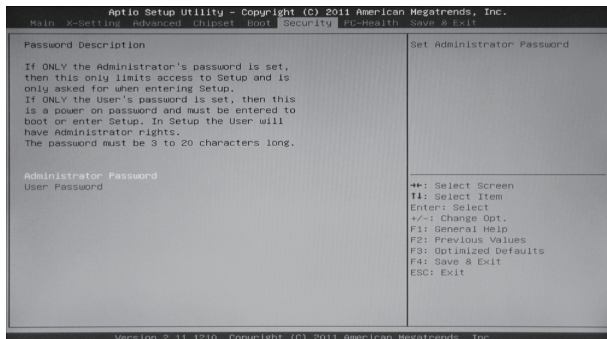 Aptio Setup Utility – Copyright (C) 2011 American Megatrends, Inc.
Main X-Setting Advanced Chipset Boot Security PC-Health Save & Exit
Password Description
If ONLY the Administrator's password is set,
then this only limits access to Setup and is
only asked for when entering Setup.
If ONLY the User's password is set, then this
is a power on password and must be entered to
boot or enter Setup. In Setup the User will
have Administrator rights.
The password must be 3 to 20 characters long.
Administrator Password
User Password
Set Administrator Password
→←: Select Screen
↑↓: Select Item
Enter: Select
+/-: Change Opt.
F1: General Help
F2: Previous Values
F3: Optimized Defaults
F4: Save & Exit
ESC: Exit
Version 2.11.1210. Copyright (C) 2011 American Megatrends, Inc.